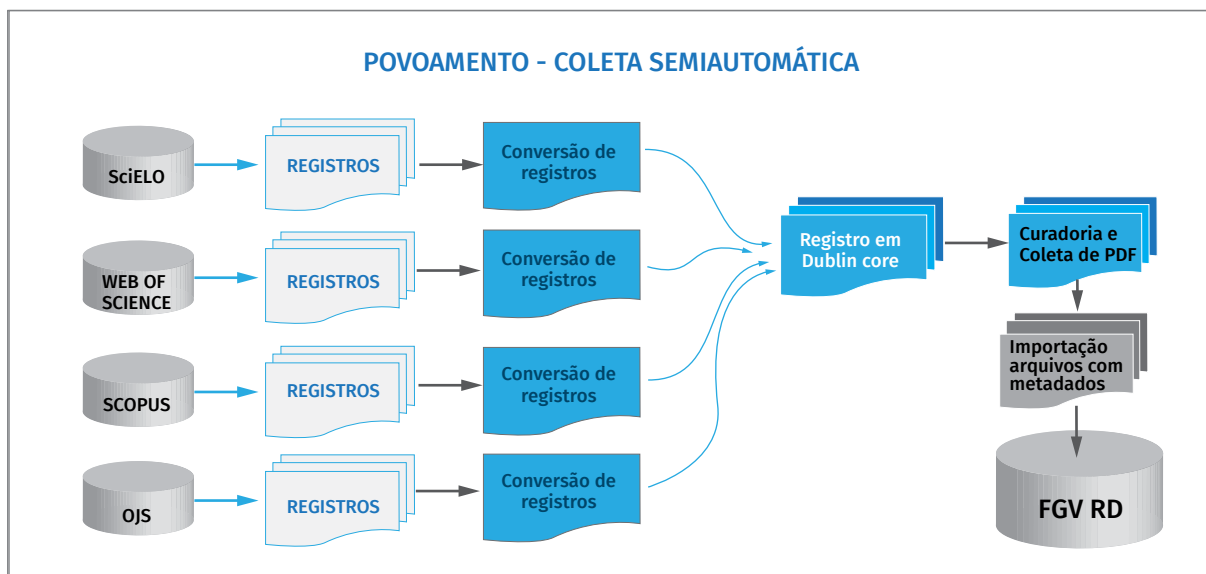 POVOAMENTO - COLETA SEMIAUTOMÁTICA
SciELO
REGISTROS
Conversão de
registros
WEB OF
SCIENCE
REGISTROS
Conversão de
registros
SCOPUS
REGISTROS
Conversão de
registros
OJS
REGISTROS
Conversão de
registros
Registro em
Dublin core
Curadoria e
Coleta de PDF
Importação
arquivos com
metadados
FGV RD